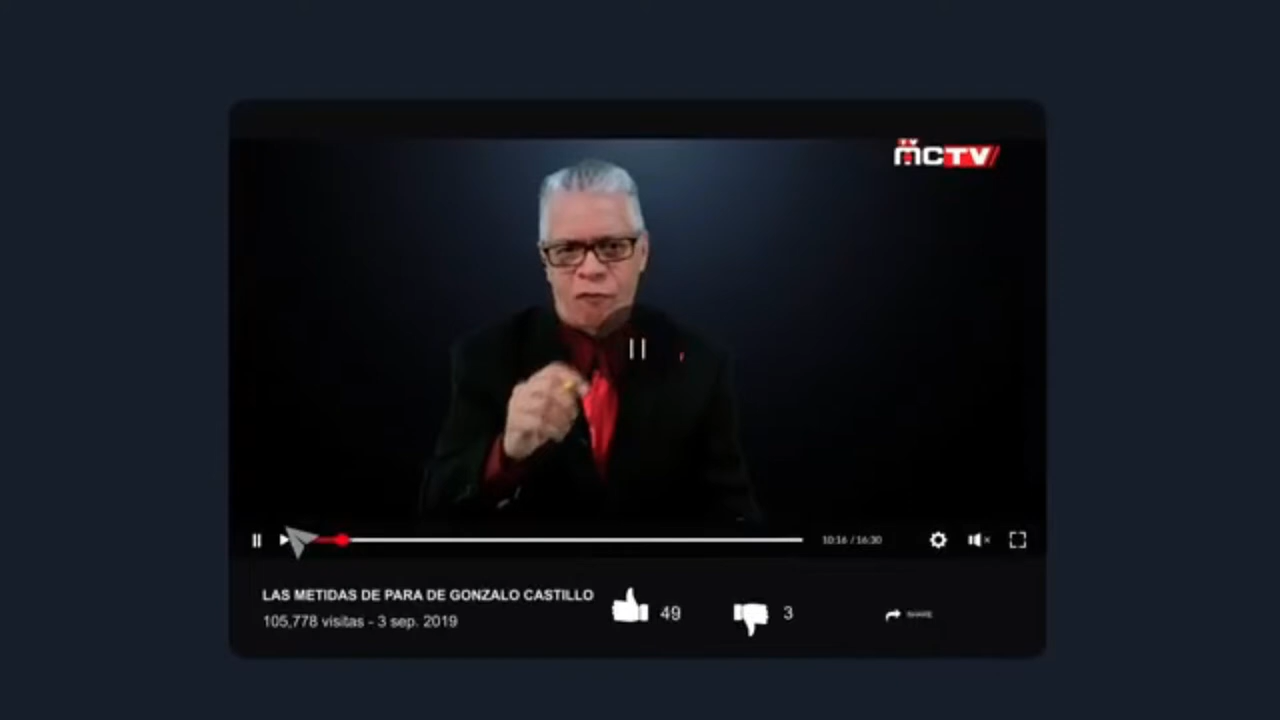 MCTV
10:16 / 16:30
LAS METIDAS DE PARA DE GONZALO CASTILLO
49
3
SHARE
105,778 visitas - 3 sep. 2019